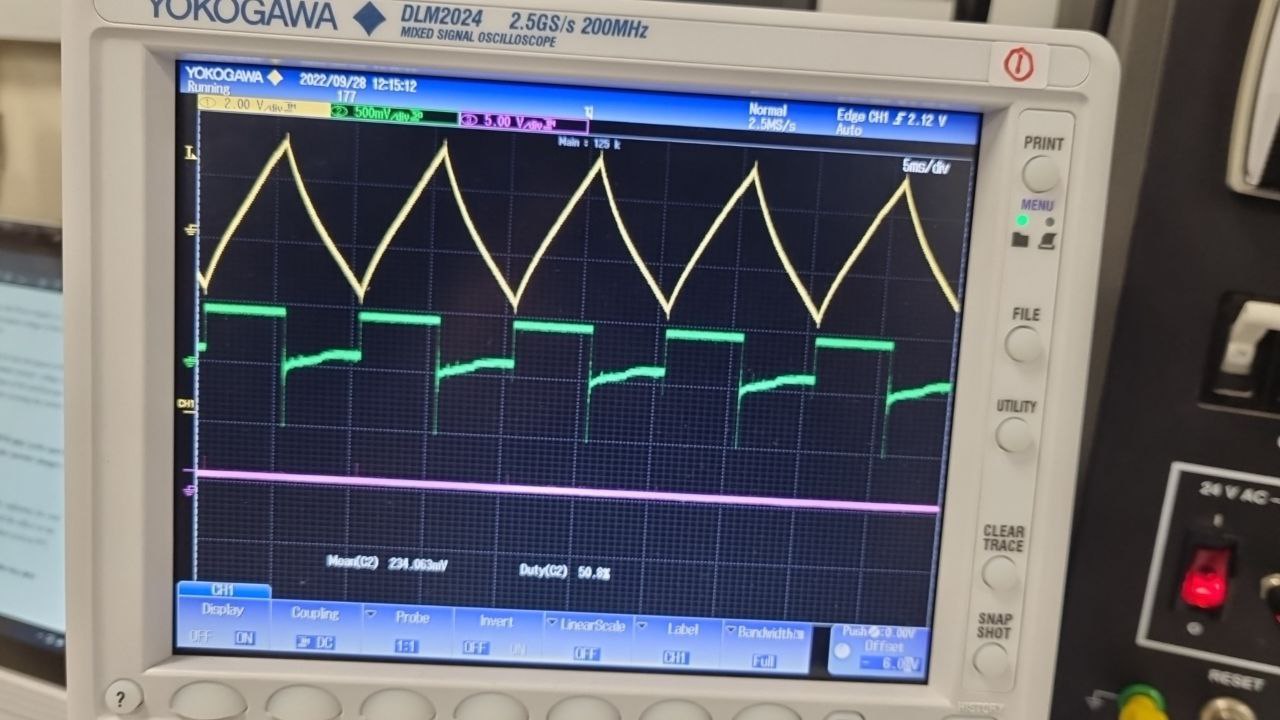 YOKOGAWA DLM2024 2.5GS/s 200MHz
MIXED SIGNAL OSCILLOSCOPE
YOKOGAWA 2022/09/28 12:15:12
Running 177
Normal
2.5MS/s
Edge CH1 2.12 V
Auto
2.00 V/div 500mV/div 5.00 V/div
Main : 125 k
5ms/div
CH1
Mean(C2) 234.063mV Duty(C2) 50.8%
CH1
Display
OFF ON
Coupling
DC
Probe
1:1
Invert
OFF ON
LinearScale
OFF
Label
CH1
Bandwidth
Full
Push :0.00V
Offset
PRINT
MENU
FILE
UTILITY
CLEAR
TRACE
SNAP
SHOT
HISTORY
?
24 V AC
RESET